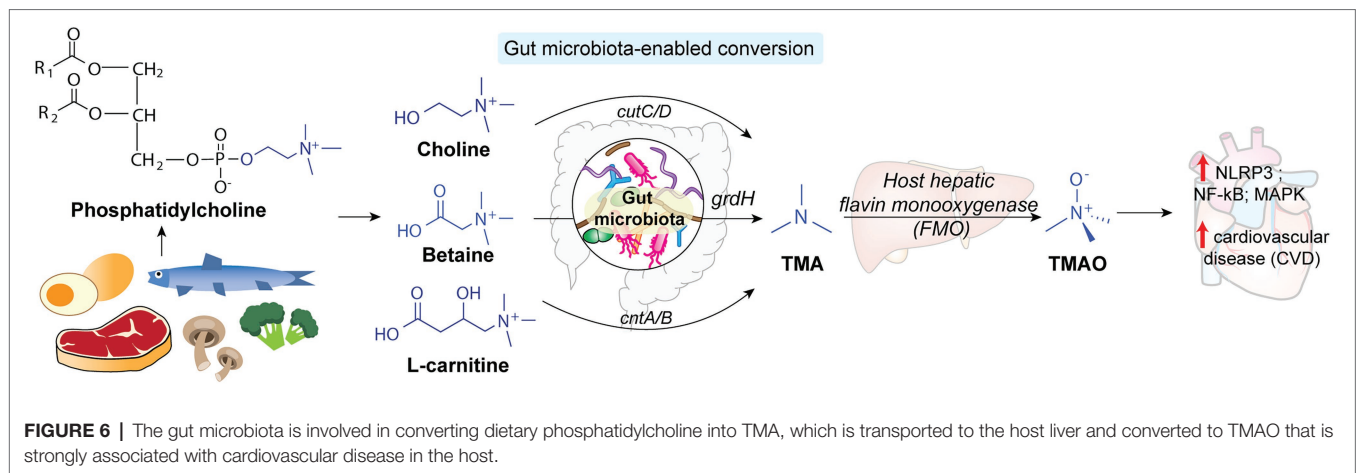 Gut microbiota-enabled conversion
O
R₁
O
CH₂
O
R₂
O
CH
CH₂
O
P
O
O
O⁻
N⁺
Phosphatidylcholine
HO
N⁺
Choline
O
HO
N⁺
Betaine
O
OH
HO
N⁺
L-carnitine
cutC/D
Gut
microbiota
grdH
cntA/B
N
TMA
Host hepatic
flavin monooxygenase
(FMO)
O⁻
N⁺
TMAO
NLRP3 ;
NF-kB; MAPK
cardiovascular
disease (CVD)
FIGURE 6 | The gut microbiota is involved in converting dietary phosphatidylcholine into TMA, which is transported to the host liver and converted to TMAO that is
strongly associated with cardiovascular disease in the host.